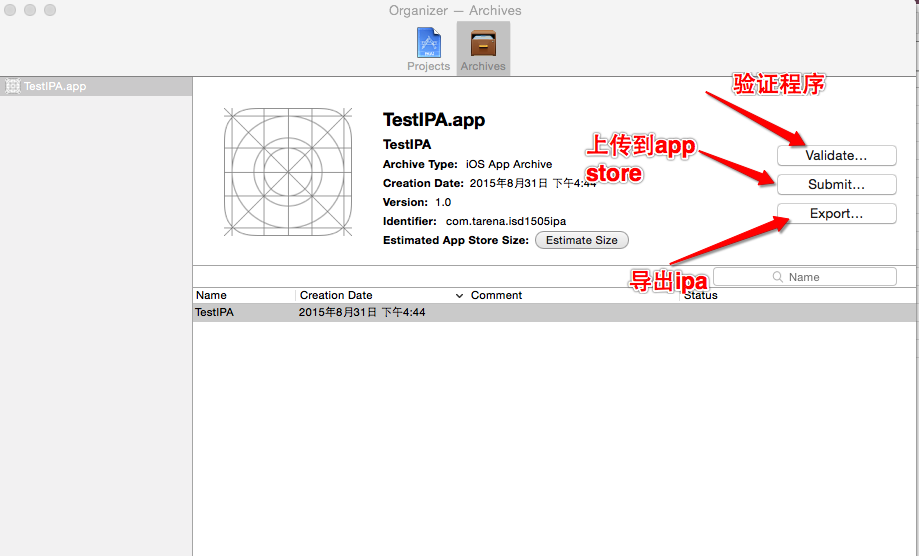 Organizer — Archives
Projects
Archives
TestIPA.app
TestIPA.app
TestIPA
Archive Type: iOS App Archive
Creation Date: 2015年8月31日 下午4:44
Version: 1.0
Identifier: com.tarena.isd1505ipa
Estimated App Store Size: Estimate Size
验证程序
Validate...
上传到app
store
Submit...
Export...
导出ipa
Name
Name Creation Date Comment Status
TestIPA 2015年8月31日 下午4:44